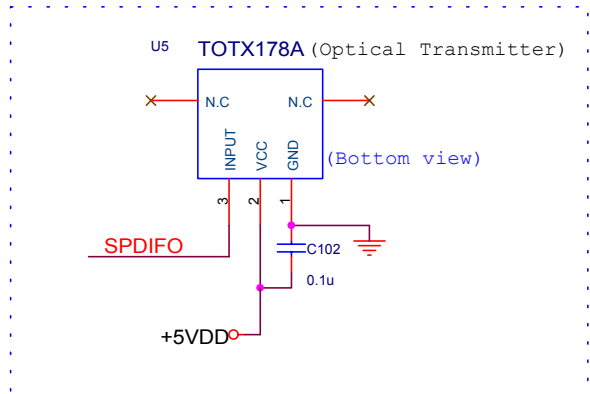 U5 TOTX178A (Optical Transmitter)
N.C N.C
INPUT VCC GND
(Bottom view)
3 2 1
SPDIFO
C102
0.1u
+5VDD